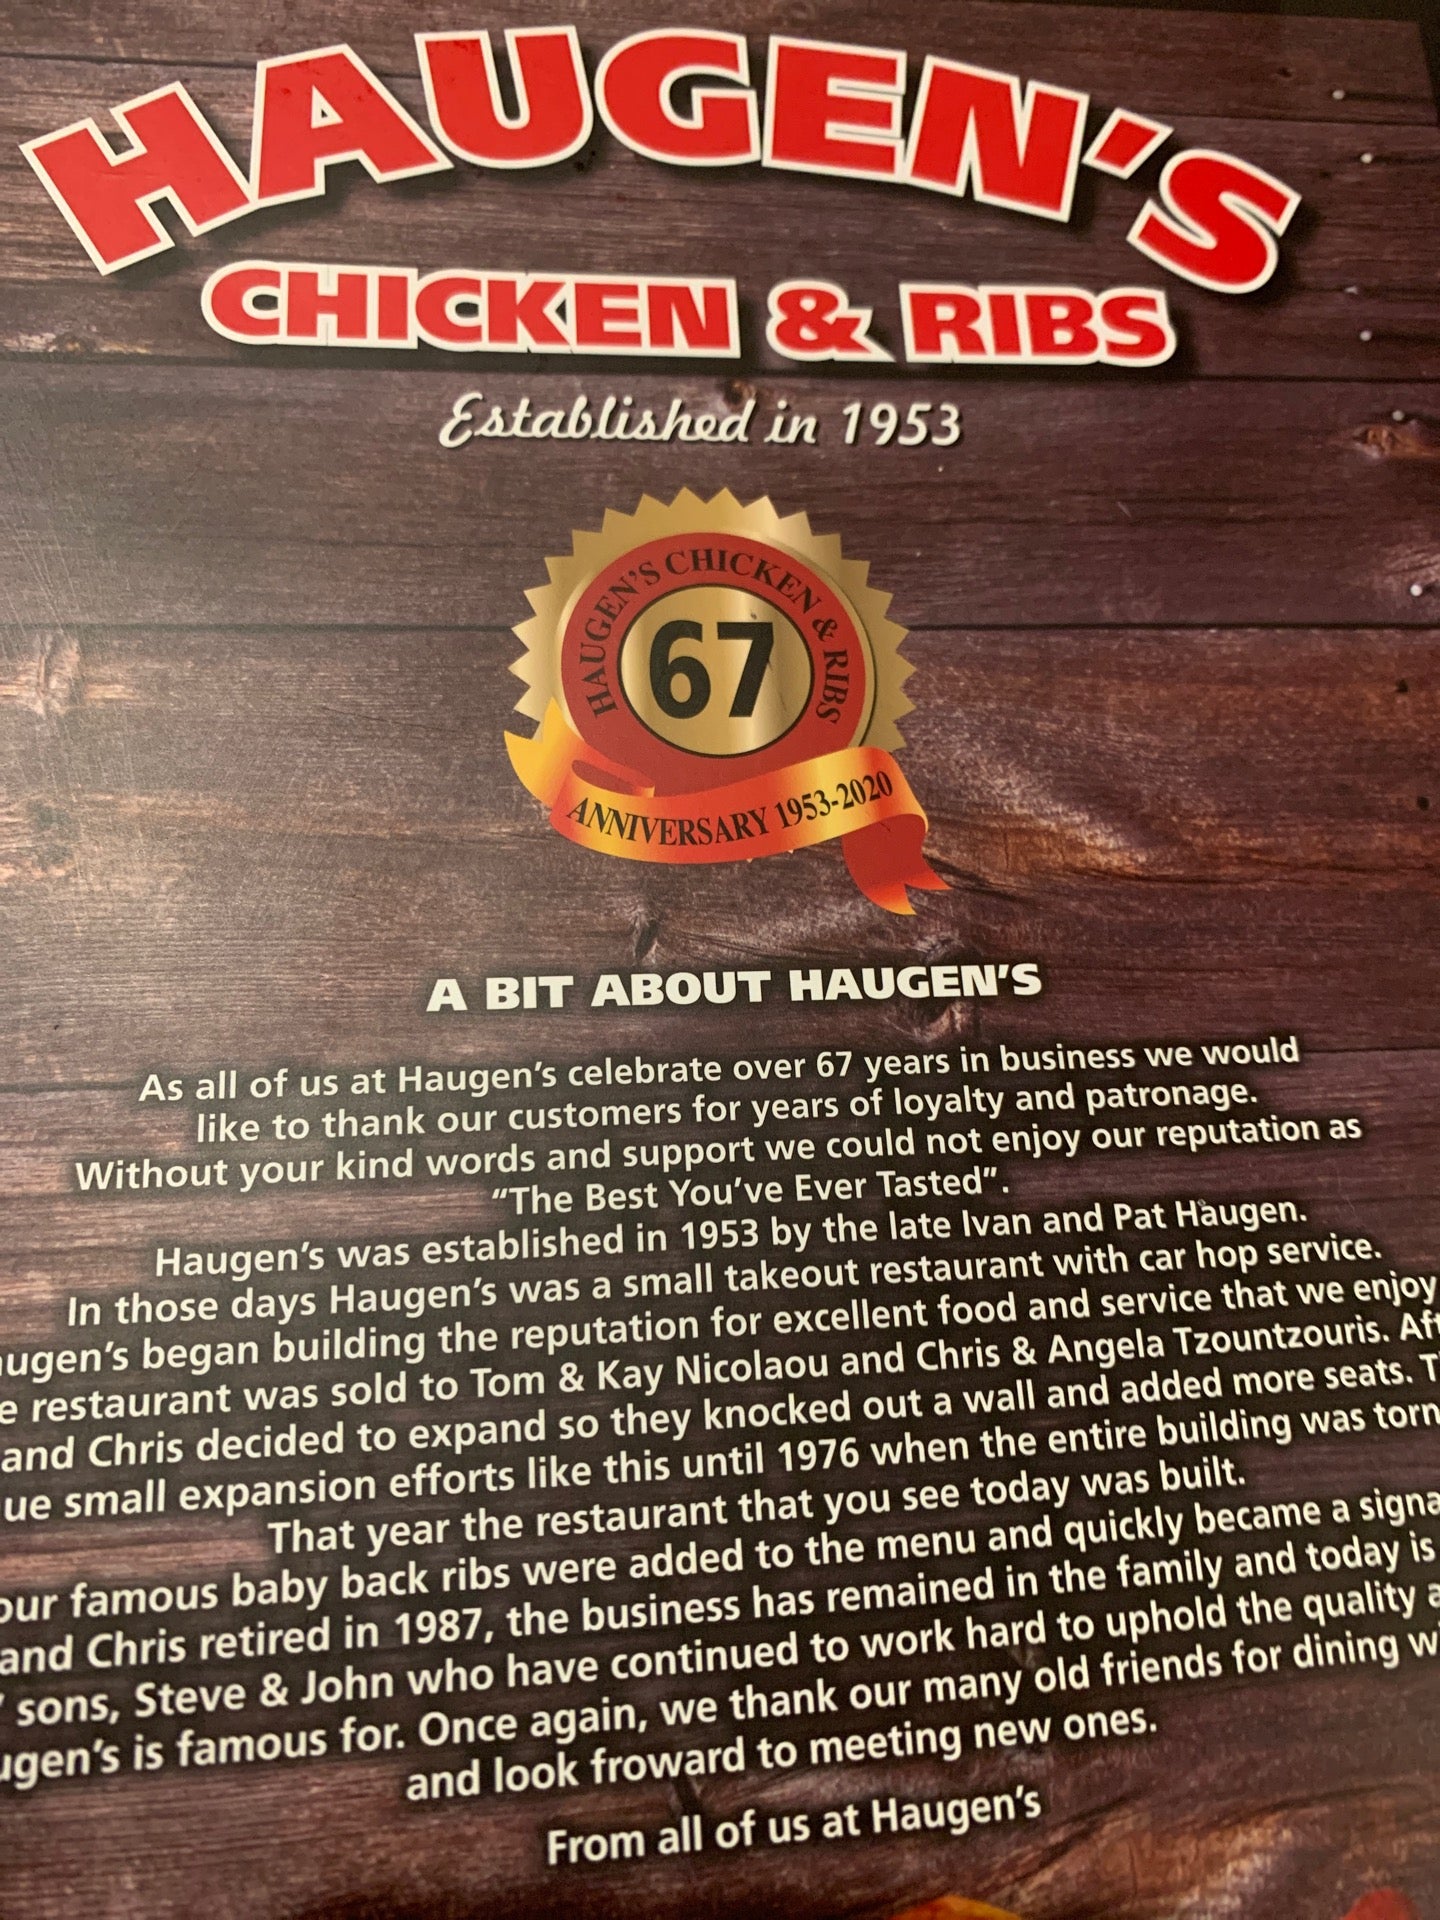 HAUGEN'S
CHICKEN & RIBS
Established in 1953
HAUGEN'S CHICKEN & RIBS
67
ANNIVERSARY 1953-2020
A BIT ABOUT HAUGEN'S
As all of us at Haugen's celebrate over 67 years in business we would
like to thank our customers for years of loyalty and patronage.
Without your kind words and support we could not enjoy our reputation as
"The Best You've Ever Tasted".
Haugen's was established in 1953 by the late Ivan and Pat Haugen.
In those days Haugen's was a small takeout restaurant with car hop service.
augen's began building the reputation for excellent food and service that we enjoy
e restaurant was sold to Tom & Kay Nicolaou and Chris & Angela Tzountzouris. Aft
and Chris decided to expand so they knocked out a wall and added more seats. T
ue small expansion efforts like this until 1976 when the entire building was torn
That year the restaurant that you see today was built.
our famous baby back ribs were added to the menu and quickly became a signa
and Chris retired in 1987, the business has remained in the family and today is
sons, Steve & John who have continued to work hard to uphold the quality a
ugen's is famous for. Once again, we thank our many old friends for dining wi
and look froward to meeting new ones.
From all of us at Haugen's